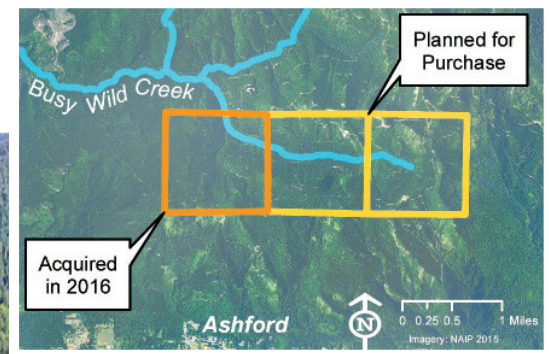 Planned for
Purchase
Busy Wild Creek
Acquired
in 2016
Ashford
N
0 0.25 0.5 1 Miles
Imagery: NAIP 2015